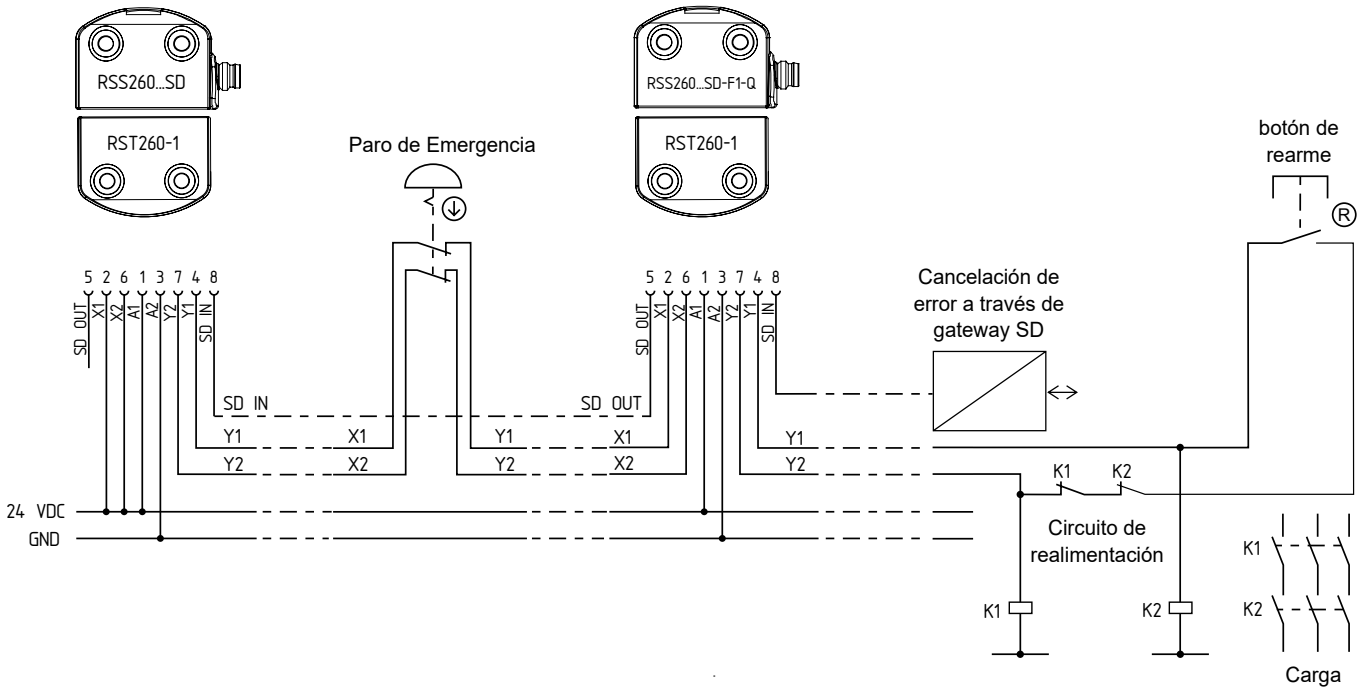 RSS260...SD
RST260-1
Paro de Emergencia
RSS260...SD-F1-Q
RST260-1
botón de
rearme
R
5 2 6 1 3 7 4 8
SD OUT
X1
X2
A1
A2
Y2
Y1
SD IN
5 2 6 1 3 7 4 8
SD OUT
X1
X2
A1
A2
Y2
Y1
SD IN
Cancelación de
error a través de
gateway SD
SD IN
SD OUT
Y1
X1
Y1
X1
Y1
Y2
X2
Y2
X2
Y2
K1
K2
24 VDC
GND
Circuito de
realimentación
K1
K2
K1
K2
Carga